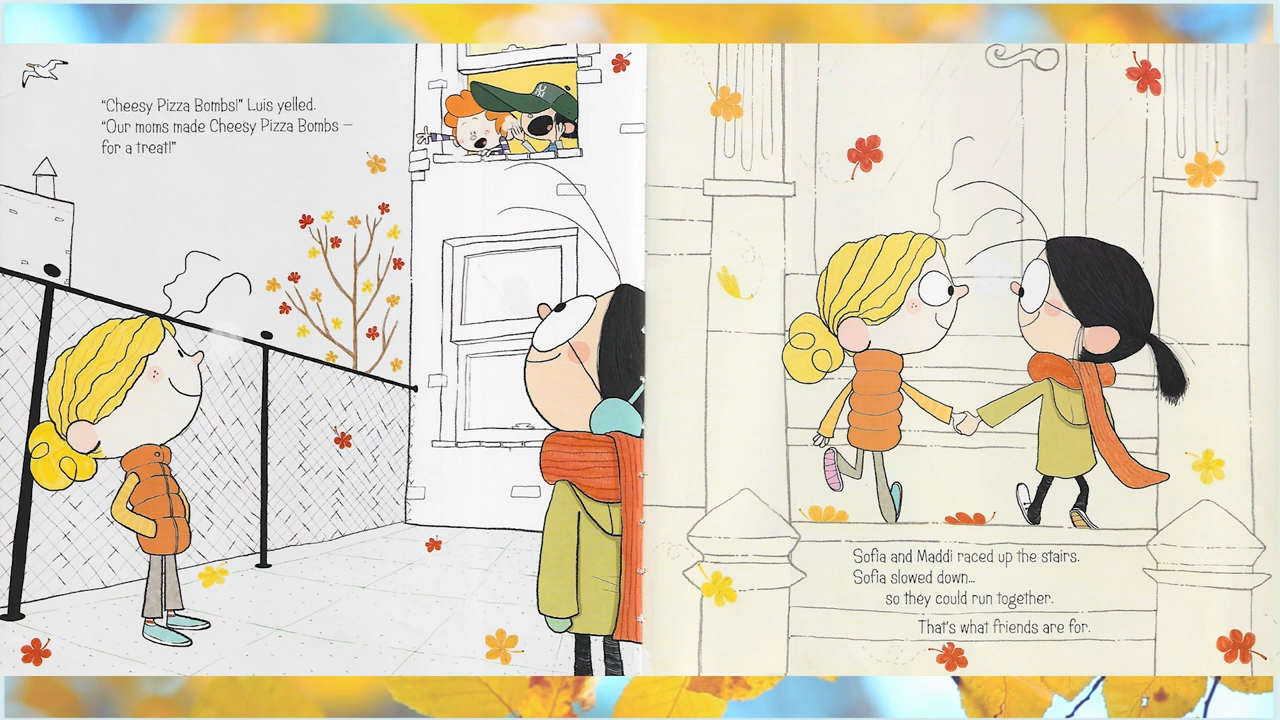 “Cheesy Pizza Bombs!” Luis yelled.
“Our moms made Cheesy Pizza Bombs –
for a treat!”
Sofia and Maddi raced up the stairs.
Sofia slowed down...
so they could run together.
That's what friends are for.